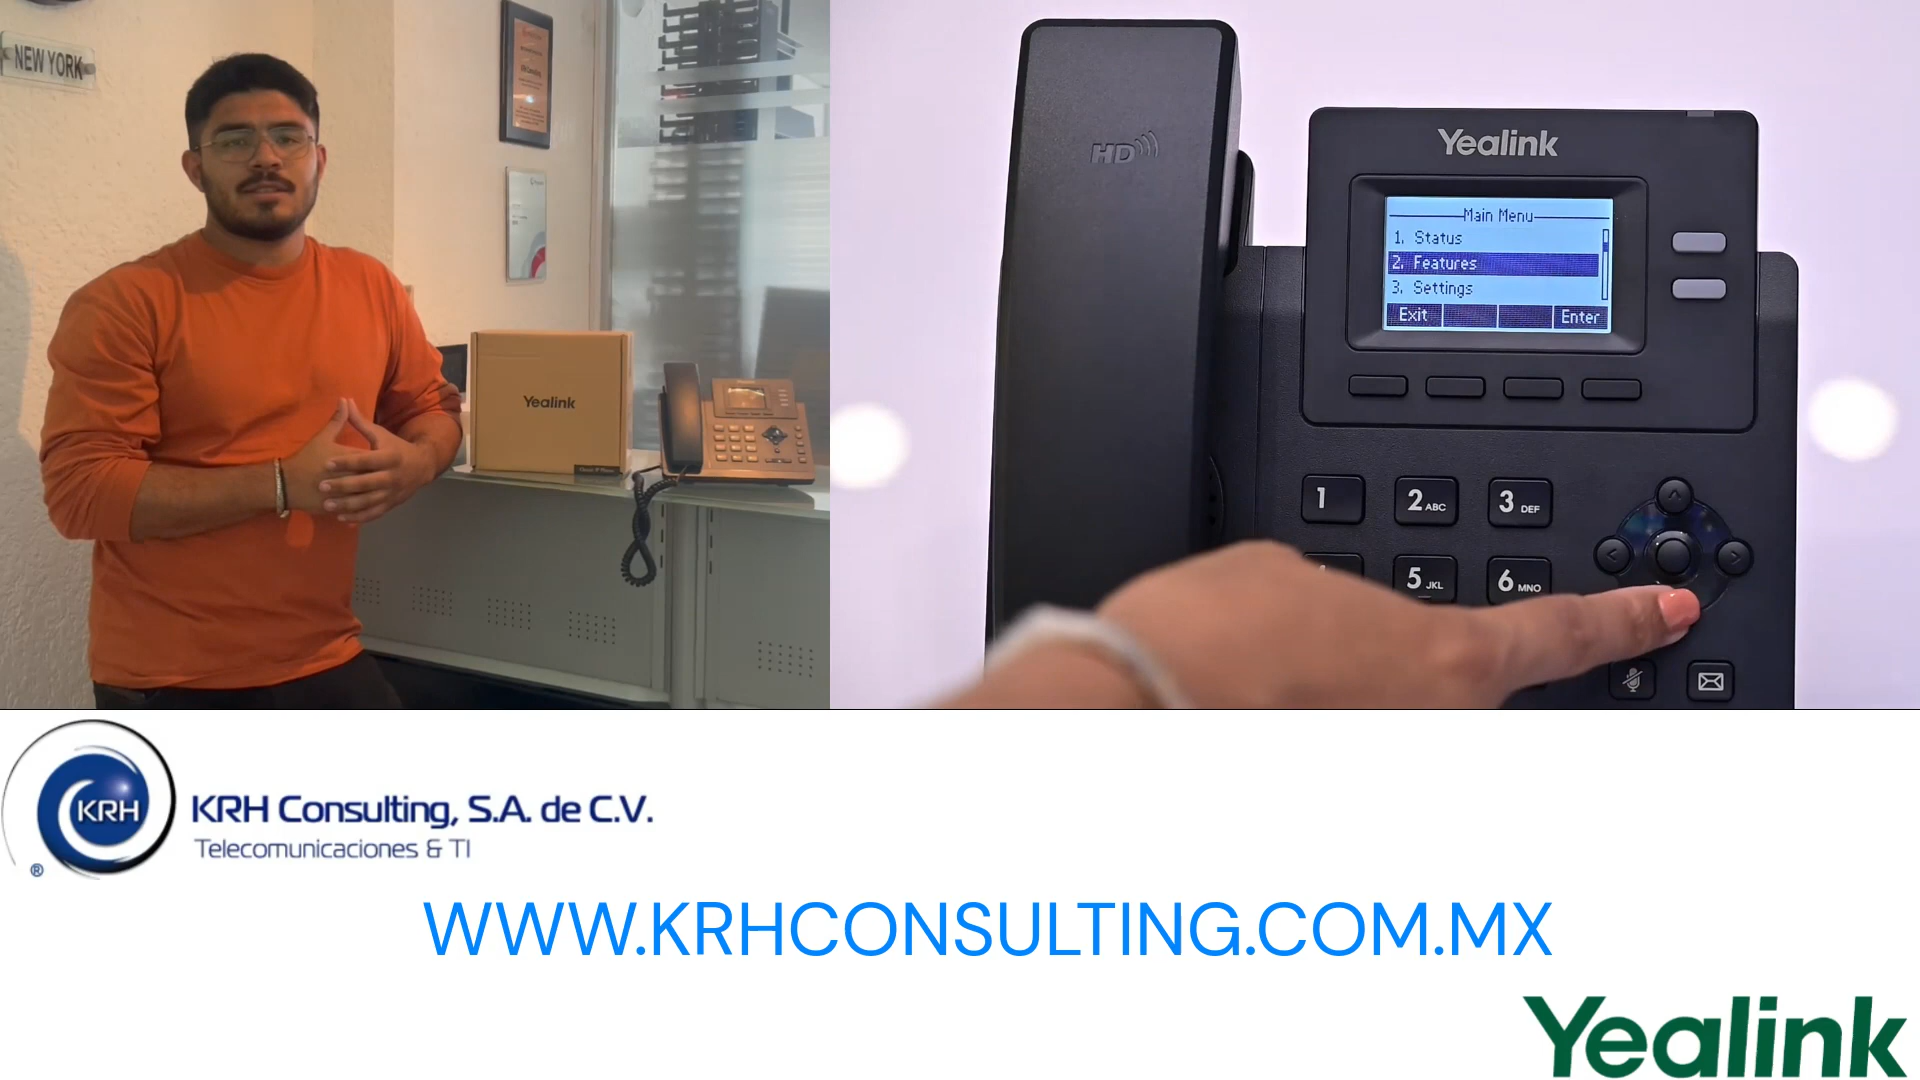 NEW YORK
Yealink
HD
Yealink
Main Menu
1. Status
2. Features
3. Settings
Exit
Enter
1
2 ABC
3 DEF
5 JKL
6 MNO
KRH
®
KRH Consulting, S.A. de C.V.
Telecomunicaciones & TI
WWW.KRHCONSULTING.COM.MX
Yealink